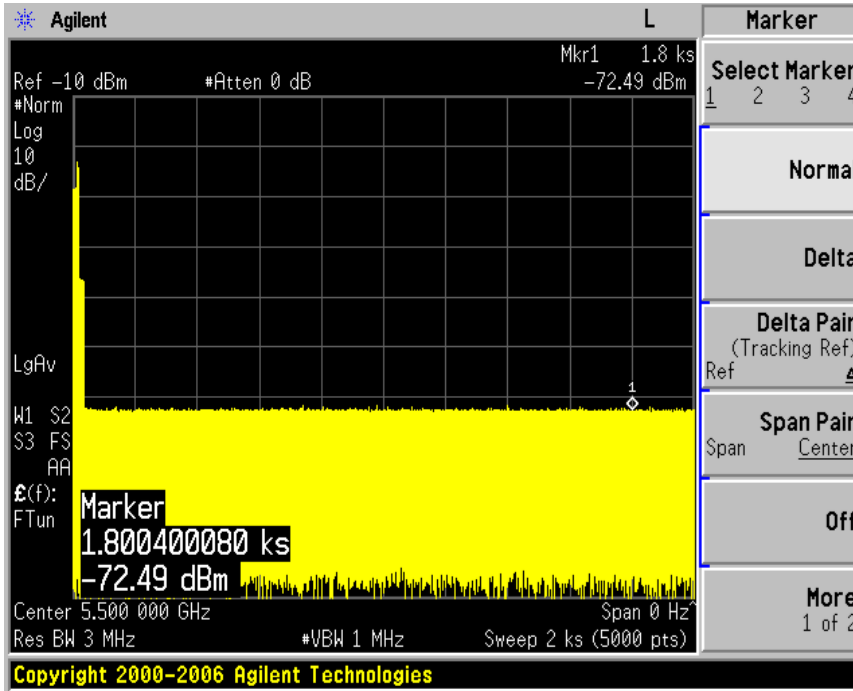 Agilent L
Mkr1 1.8 ks
Ref −10 dBm #Atten 0 dB −72.49 dBm
#Norm
Log
10
dB/
LgAv
1
W1 S2
S3 FS
AA
£(f):
FTun
Marker
1.800400080 ks
−72.49 dBm
Center 5.500 000 GHz Span 0 Hz^
Res BW 3 MHz #VBW 1 MHz Sweep 2 ks (5000 pts)
Copyright 2000-2006 Agilent Technologies
Marker
Select Marker
1 2 3 4
Norma
Delta
Delta Pair
(Tracking Ref)
Ref Δ
Span Pair
Span Center
Off
More
1 of 2